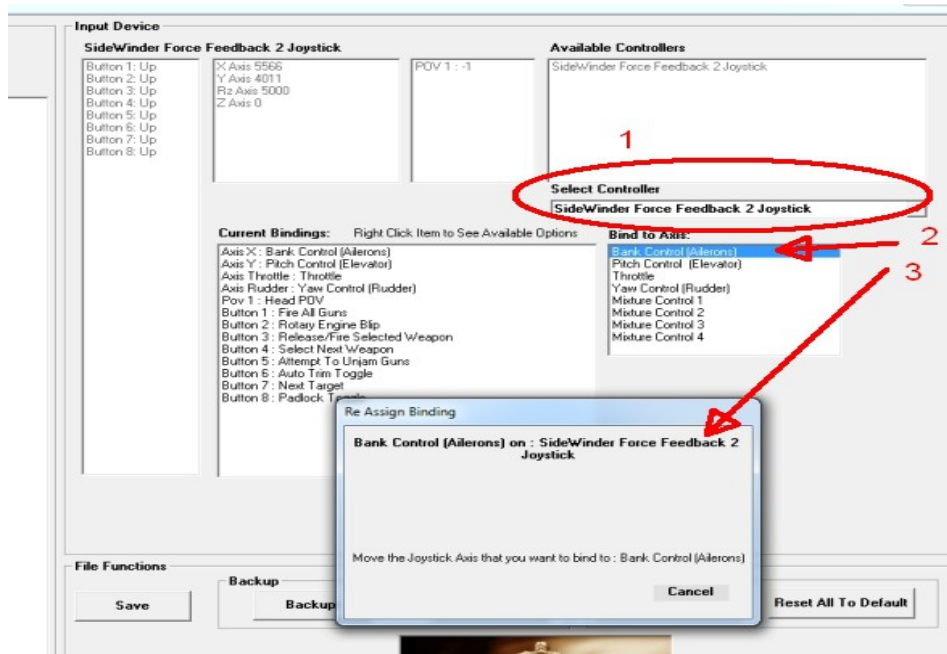 Input Device
SideWinder Force Feedback 2 Joystick
Button 1: Up
Button 2: Up
Button 3: Up
Button 4: Up
Button 5: Up
Button 6: Up
Button 7: Up
Button 8: Up
X Axis 5566
Y Axis 4011
Rz Axis 5000
Z Axis 0
POV 1 : -1
Available Controllers
SideWinder Force Feedback 2 Joystick
1
Select Controller
SideWinder Force Feedback 2 Joystick
Current Bindings: Right Click Item to See Available Options
Axis X : Bank Control (Ailerons)
Axis Y : Pitch Control (Elevator)
Axis Throttle : Throttle
Axis Rudder : Yaw Control (Rudder)
Pov 1 : Head POV
Button 1 : Fire All Guns
Button 2 : Rotary Engine Blip
Button 3 : Release/Fire Selected Weapon
Button 4 : Select Next Weapon
Button 5 : Attempt To Unjam Guns
Button 6 : Auto Trim Toggle
Button 7 : Next Target
Button 8 : Padlock Toggle
Bind to Axis:
Bank Control (Ailerons)
Pitch Control (Elevator)
Throttle
Yaw Control (Rudder)
Mixture Control 1
Mixture Control 2
Mixture Control 3
Mixture Control 4
2
3
Re Assign Binding
Bank Control (Ailerons) on : SideWinder Force Feedback 2
Joystick
Move the Joystick Axis that you want to bind to : Bank Control (Ailerons)
Cancel
File Functions
Save
Backup
Backup
Reset All To Default